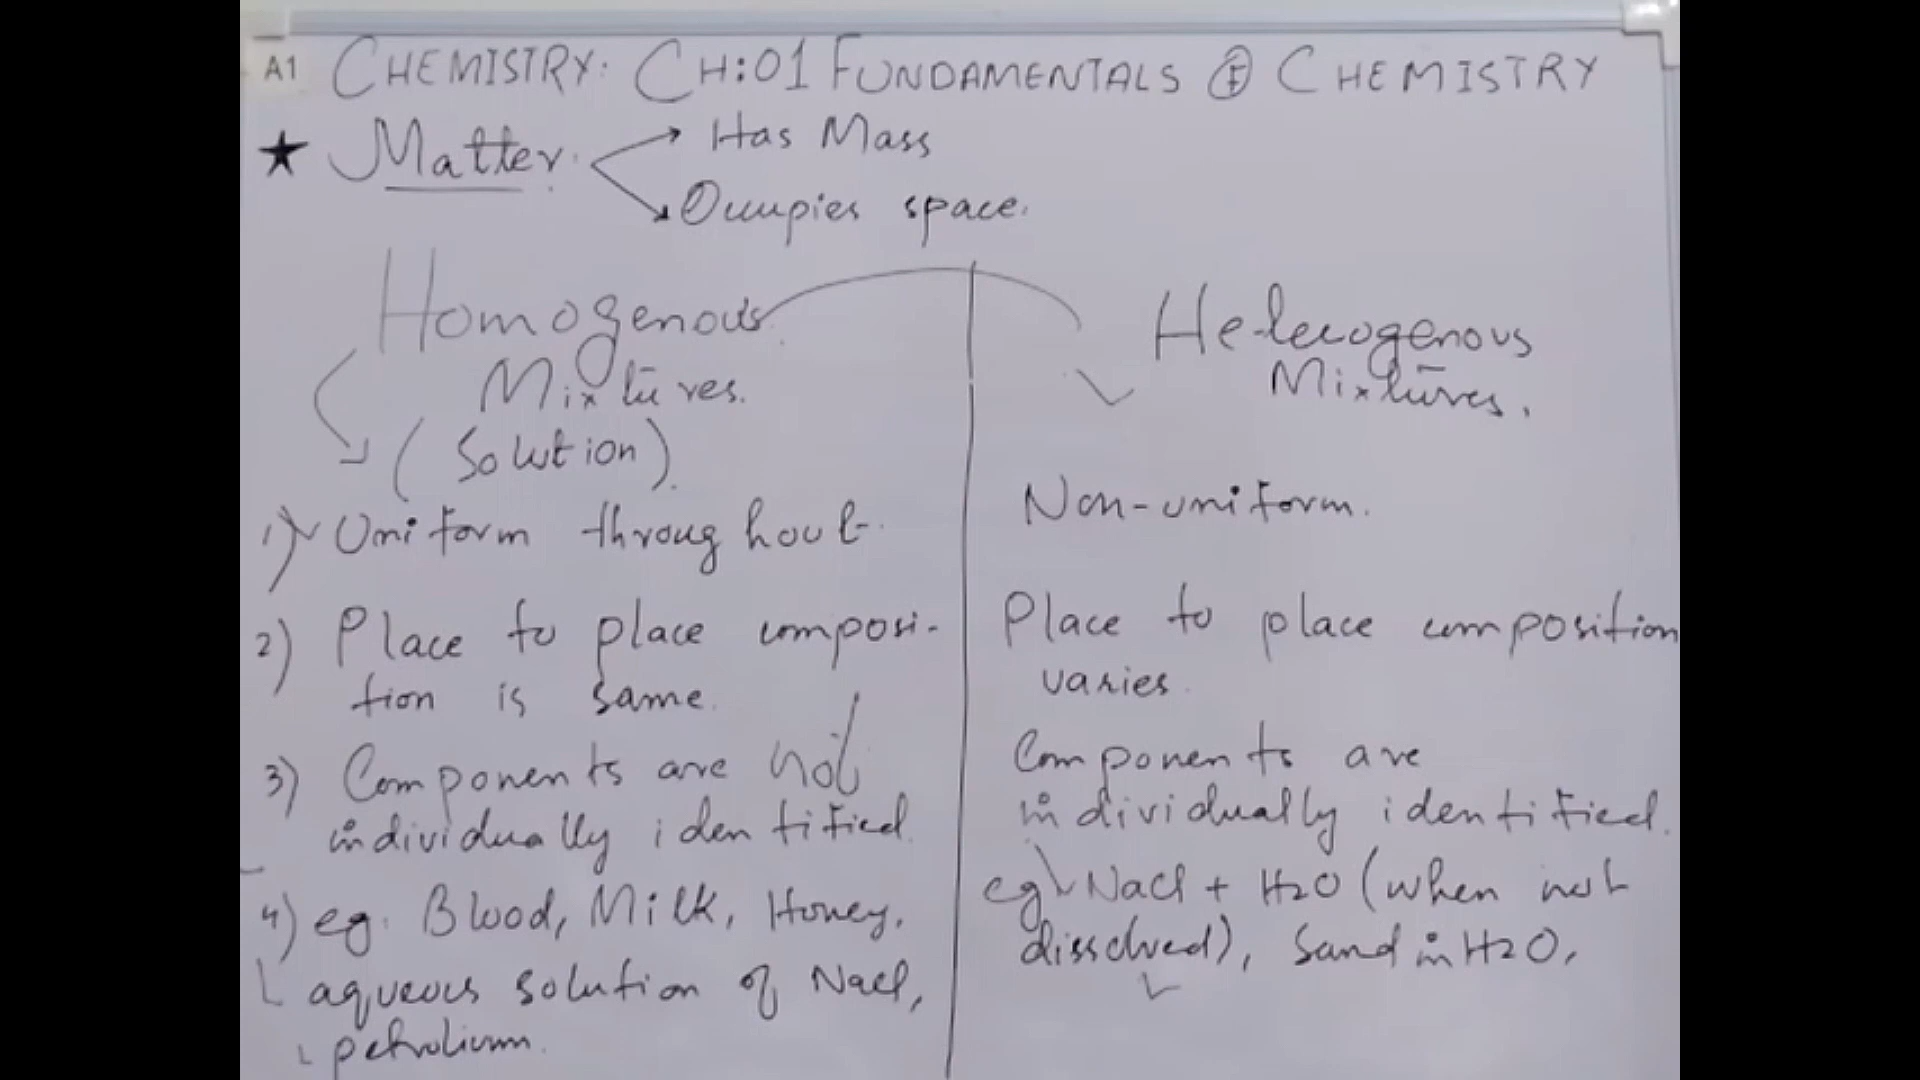 A1 CHEMISTRY: CH:01 FUNDAMENTALS OF CHEMISTRY
★ Matter. → Has Mass
→ Occupies space.
Homogenous
Mixtures.
(Solution).
1) Uniform throughout.
2) Place to place composi-
tion is same.
3) Components are not
individually identified.
4) eg. Blood, Milk, Honey,
aqueous solution of NaCl,
petrolium.
Heterogenous
Mixtures.
Non-uniform.
Place to place composition
varies.
Components are
individually identified.
eg NaCl + H2O (when not
dissolved), Sand in H2O,